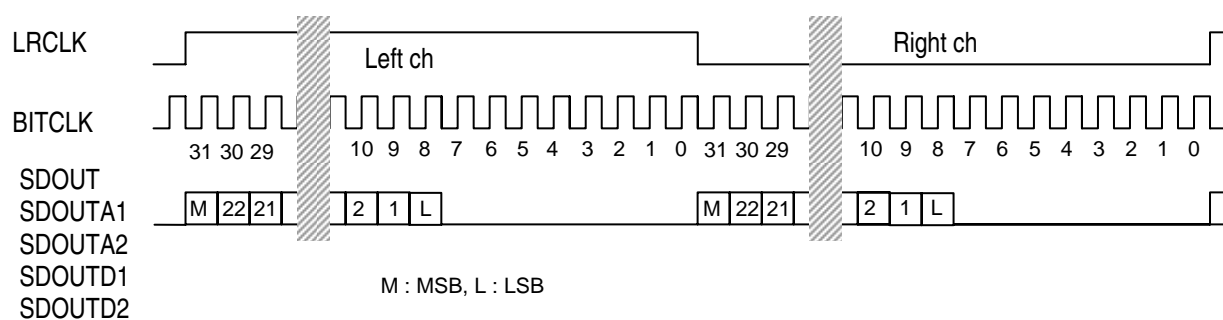 LRCLK
Left ch
Right ch
BITCLK
31 30 29 10 9 8 7 6 5 4 3 2 1 0 31 30 29 10 9 8 7 6 5 4 3 2 1 0
SDOUT
SDOUTA1
M 22 21 2 1 L M 22 21 2 1 L
SDOUTA2
SDOUTD1
M : MSB, L : LSB
SDOUTD2